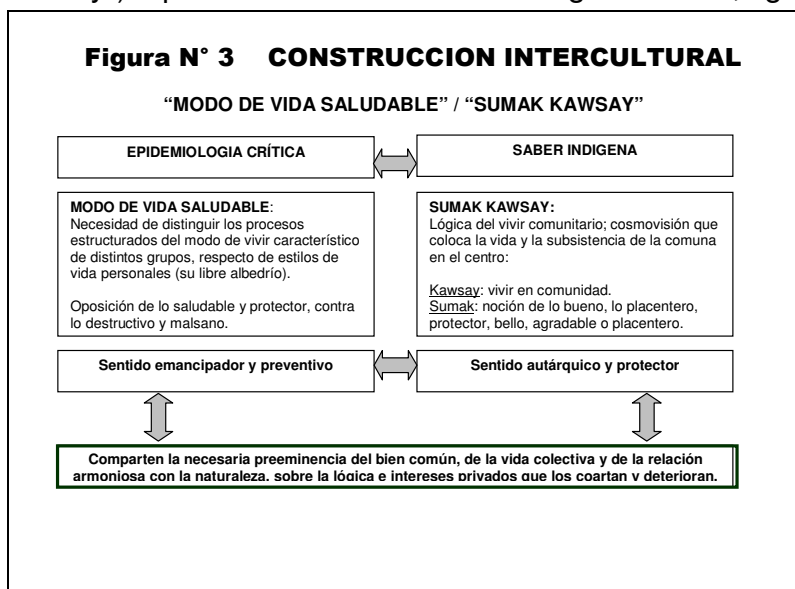 Figura N° 3 CONSTRUCCION INTERCULTURAL
“MODO DE VIDA SALUDABLE” / “SUMAK KAWSAY”
EPIDEMIOLOGIA CRÍTICA
SABER INDIGENA
MODO DE VIDA SALUDABLE:
Necesidad de distinguir los procesos
estructurados del modo de vivir característico
de distintos grupos, respecto de estilos de
vida personales (su libre albedrío).
Oposición de lo saludable y protector, contra
lo destructivo y malsano.
SUMAK KAWSAY:
Lógica del vivir comunitario; cosmovisión que
coloca la vida y la subsistencia de la comuna
en el centro:
Kawsay: vivir en comunidad.
Sumak: noción de lo bueno, lo placentero,
protector, bello, agradable o placentero.
Sentido emancipador y preventivo
Sentido autárquico y protector
Comparten la necesaria preeminencia del bien común, de la vida colectiva y de la relación
armoniosa con la naturaleza, sobre la lógica e intereses privados que los coartan y deterioran.